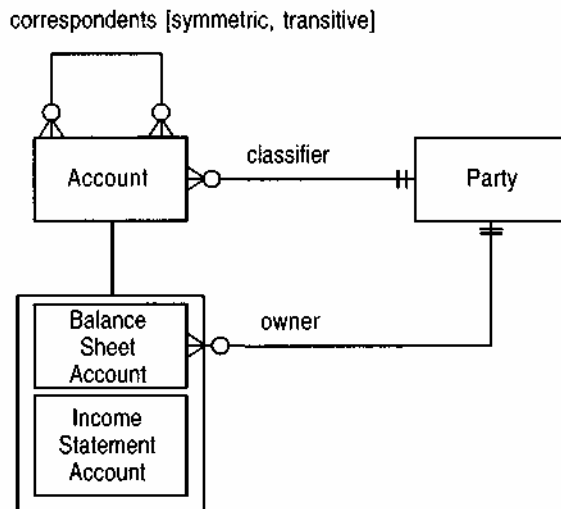 correspondents [symmetric, transitive]
Account
classifier
Party
Balance
Sheet
Account
owner
Income
Statement
Account